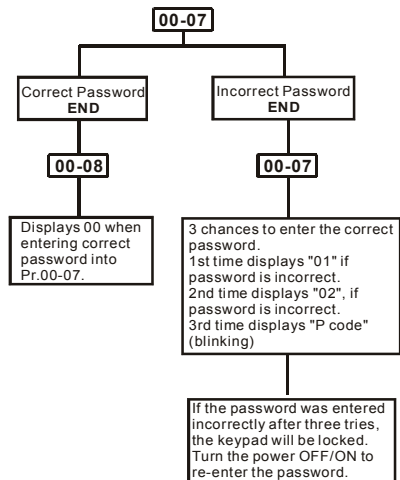 00-07
Correct Password
END
Incorrect Password
END
00-08
00-07
Displays 00 when
entering correct
password into
Pr.00-07.
3 chances to enter the correct
password.
1st time displays "01" if
password is incorrect.
2nd time displays "02", if
password is incorrect.
3rd time displays "P code"
(blinking)
If the password was entered
incorrectly after three tries,
the keypad will be locked.
Turn the power OFF/ON to
re-enter the password.